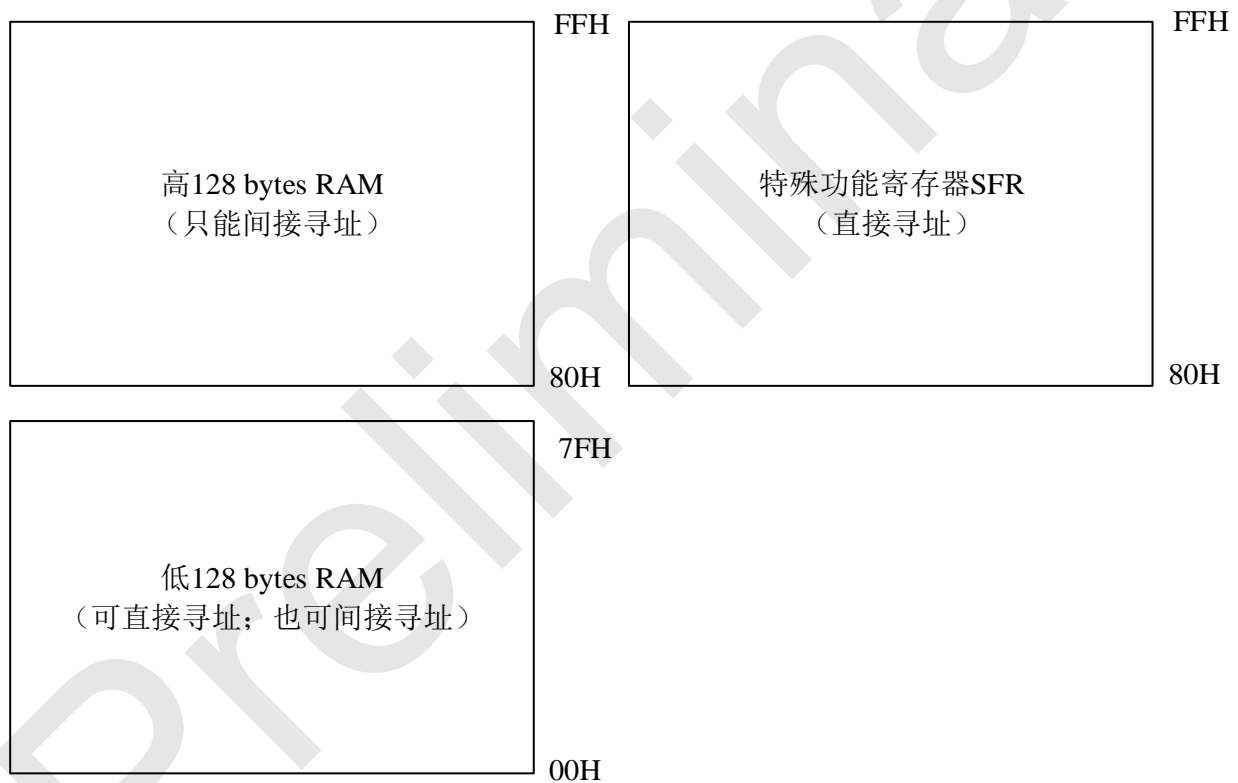 FFH
高128 bytes RAM
（只能间接寻址）
80H
FFH
特殊功能寄存器SFR
（直接寻址）
80H
7FH
低128 bytes RAM
（可直接寻址；也可间接寻址）
00H
Prelimina